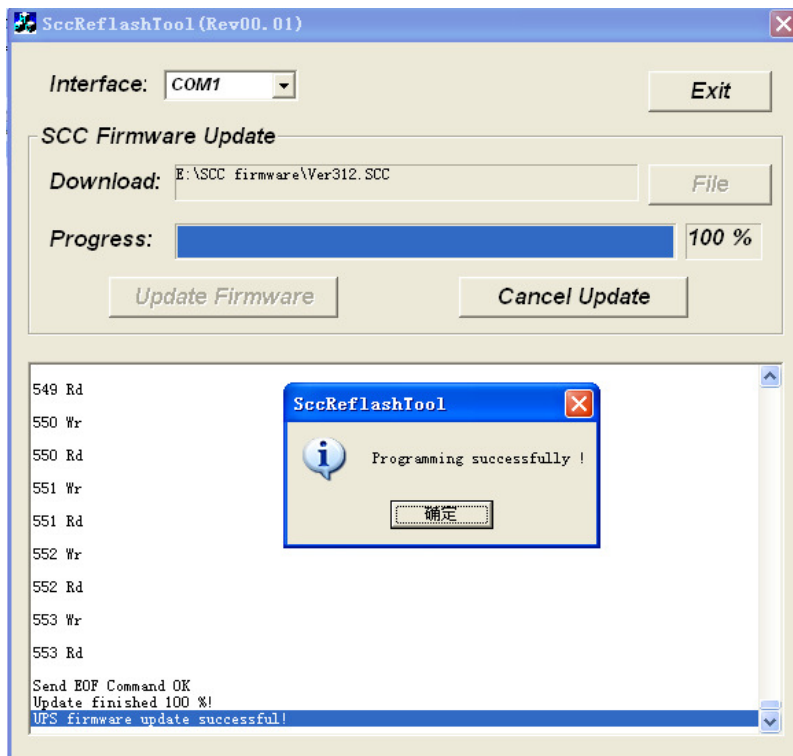 SccReflashTool(Rev00.01)
Interface: COM1
Exit
SCC Firmware Update
Download: E:\SCC firmware\Ver312.SCC
File
Progress: 100 %
Update Firmware
Cancel Update
549 Rd
550 Wr
550 Rd
551 Wr
551 Rd
552 Wr
552 Rd
553 Wr
553 Rd
Send EOF Command OK
Update finished 100 %!
UPS firmware update successful!
SccReflashTool
Programming successfully !
确定